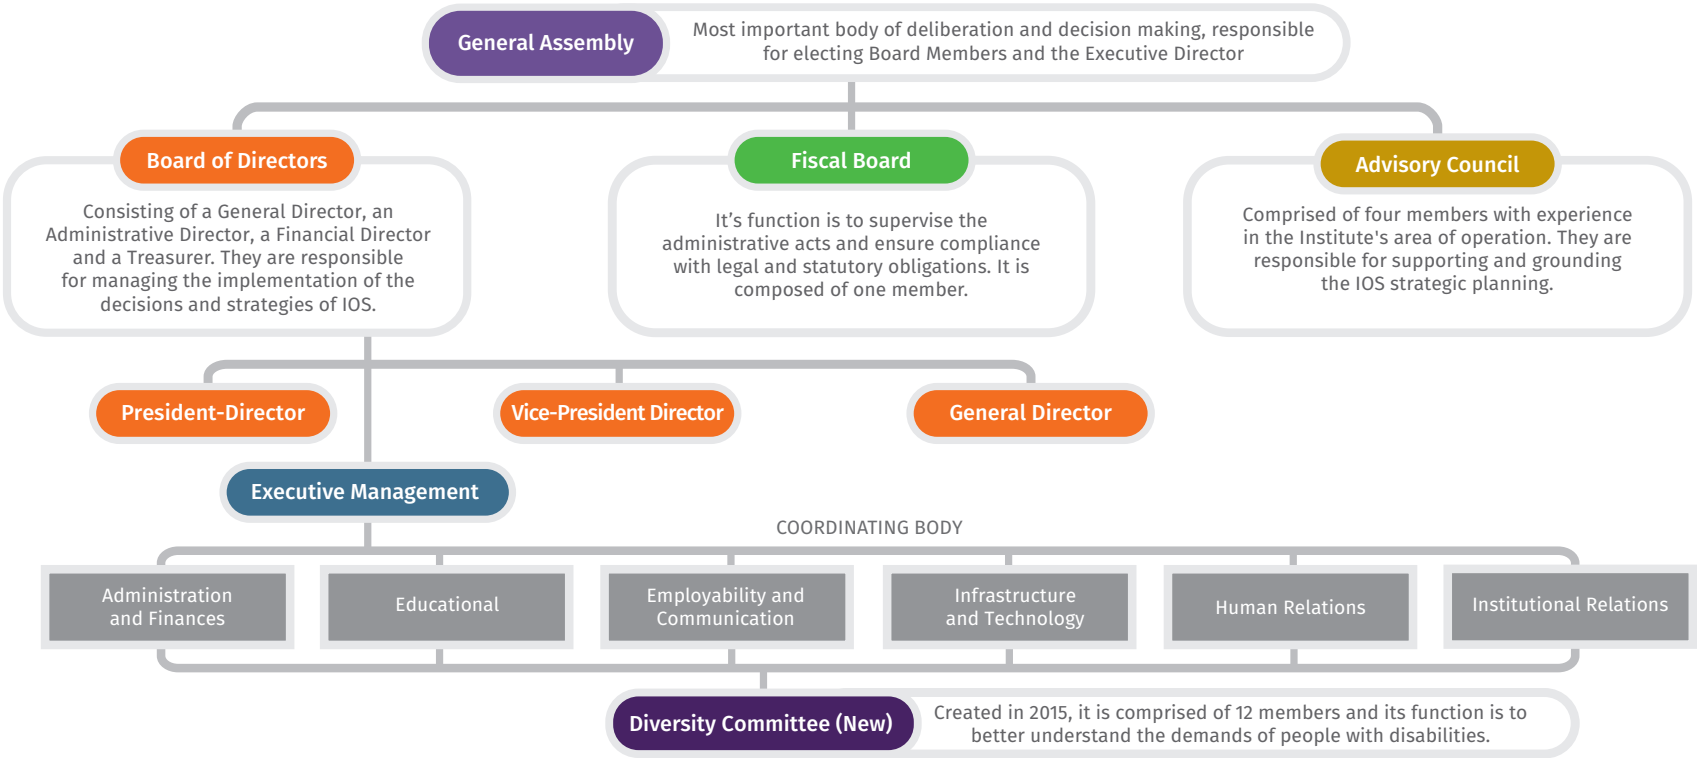 General Assembly
Most important body of deliberation and decision making, responsible
for electing Board Members and the Executive Director
Board of Directors
Consisting of a General Director, an
Administrative Director, a Financial Director
and a Treasurer. They are responsible
for managing the implementation of the
decisions and strategies of IOS.
Fiscal Board
It’s function is to supervise the
administrative acts and ensure compliance
with legal and statutory obligations. It is
composed of one member.
Advisory Council
Comprised of four members with experience
in the Institute's area of operation. They are
responsible for supporting and grounding
the IOS strategic planning.
President-Director
Vice-President Director
General Director
Executive Management
COORDINATING BODY
Administration
and Finances
Educational
Employability and
Communication
Infrastructure
and Technology
Human Relations
Institutional Relations
Diversity Committee (New)
Created in 2015, it is comprised of 12 members and its function is to
better understand the demands of people with disabilities.